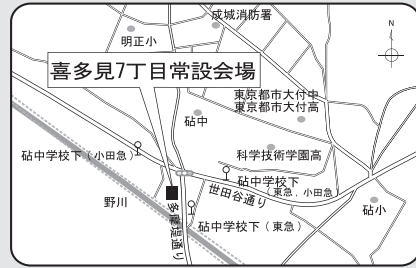 成城消防署
N
明正小
喜多見7丁目常設会場
東京都市大付中
東京都市大付高
砧中
砧中学校下（小田急）
科学技術学園高
砧中学校下
（東急、小田急）
世田谷通り
砧小
野川
多摩堤通り
砧中学校下（東急）